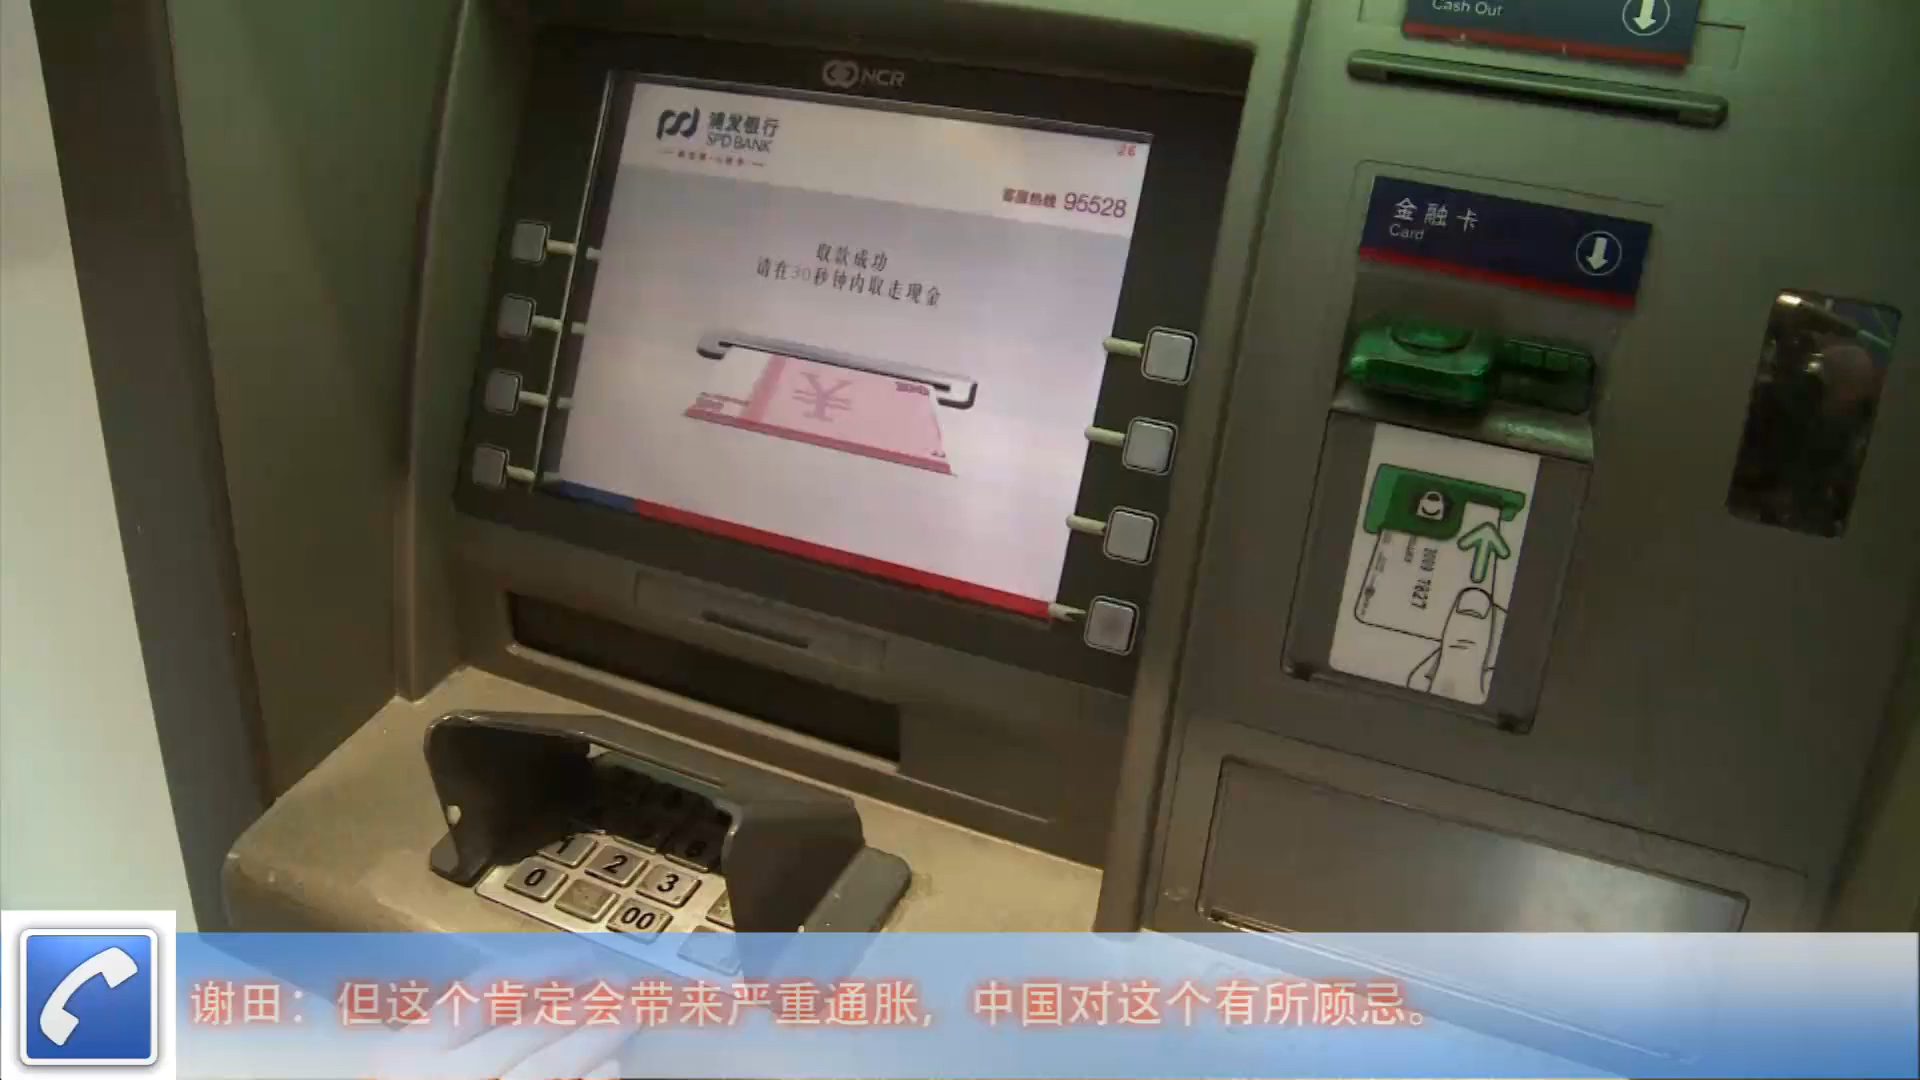 Cash Out
NCR
浦发银行
SPD BANK
26
客服热线 95528
取款成功
请在30秒钟内取走现金
金融卡
Card
1
2
3
0
00
谢田：但这个肯定会带来严重通胀，中国对这个有所顾忌。